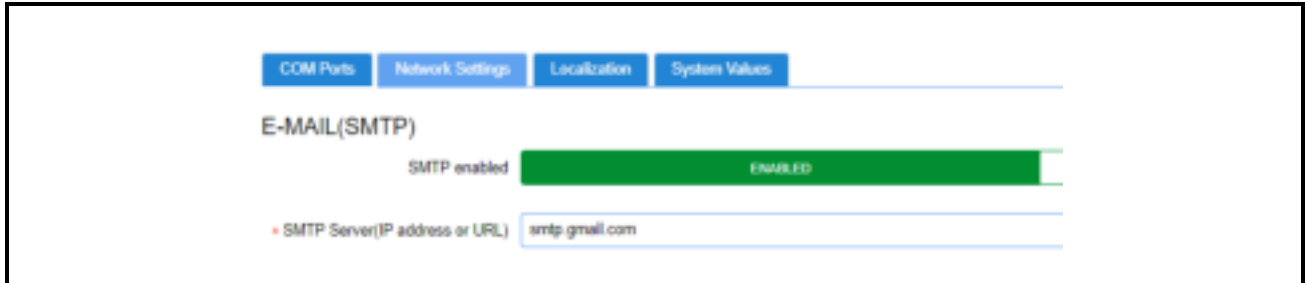 COM Ports Network Settings Localization System Values
E-MAIL(SMTP)
SMTP enabled ENABLED
* SMTP Server(IP address or URL) smtp.gmail.com